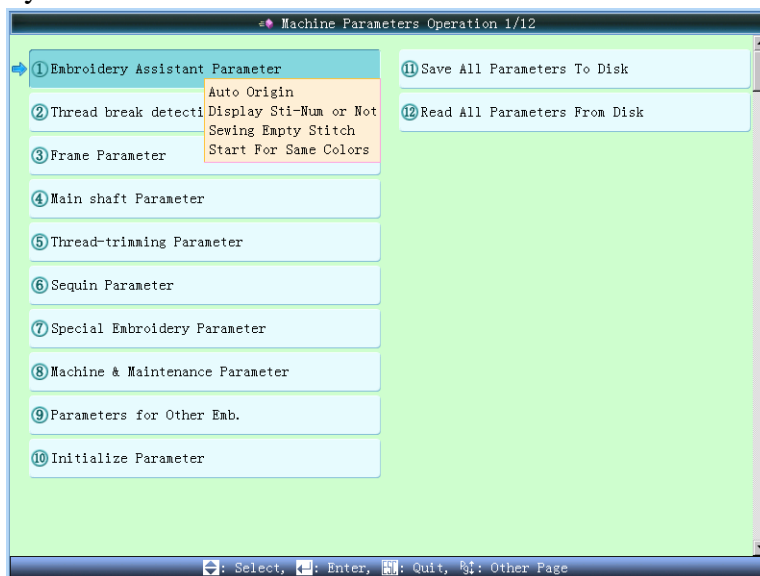 Machine Parameters Operation 1/12
①Embroidery Assistant Parameter
Auto Origin
Display Sti-Num or Not
Sewing Empty Stitch
Start For Same Colors
②Thread break detecti
③Frame Parameter
④Main shaft Parameter
⑤Thread-trimming Parameter
⑥Sequin Parameter
⑦Special Embroidery Parameter
⑧Machine & Maintenance Parameter
⑨Parameters for Other Emb.
⑩Initialize Parameter
⑪Save All Parameters To Disk
⑫Read All Parameters From Disk
: Select, : Enter, : Quit, : Other Page